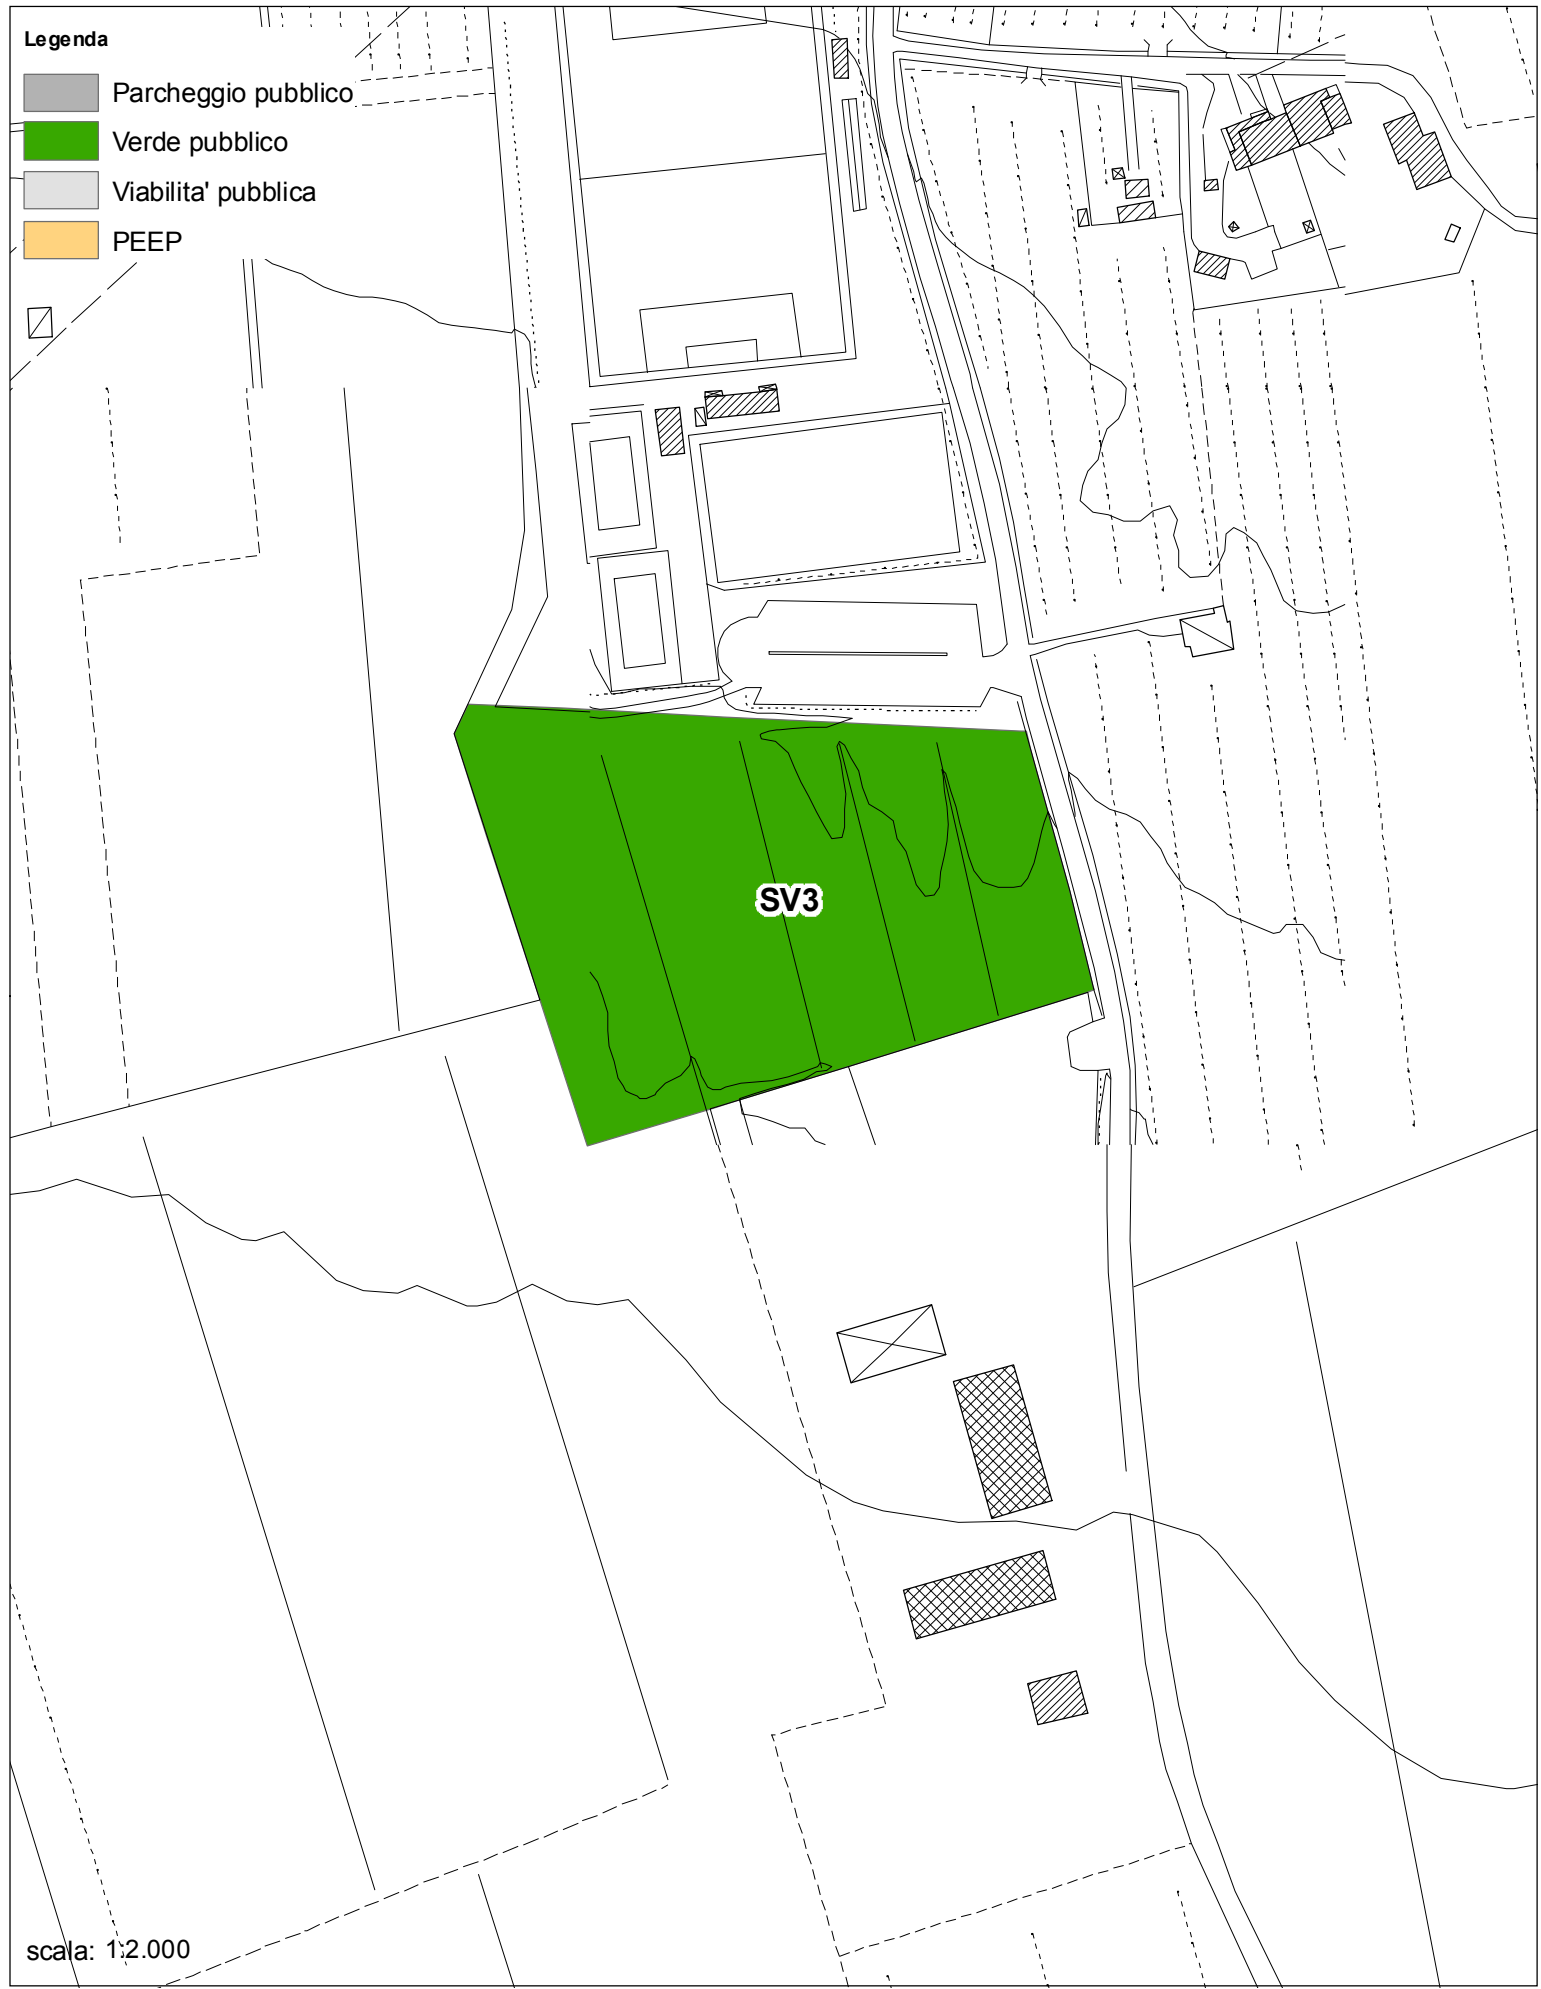 Legenda
Parcheggio pubblico
Verde pubblico
Viabilita' pubblica
PEEP
SV3
scala: 1:2.000